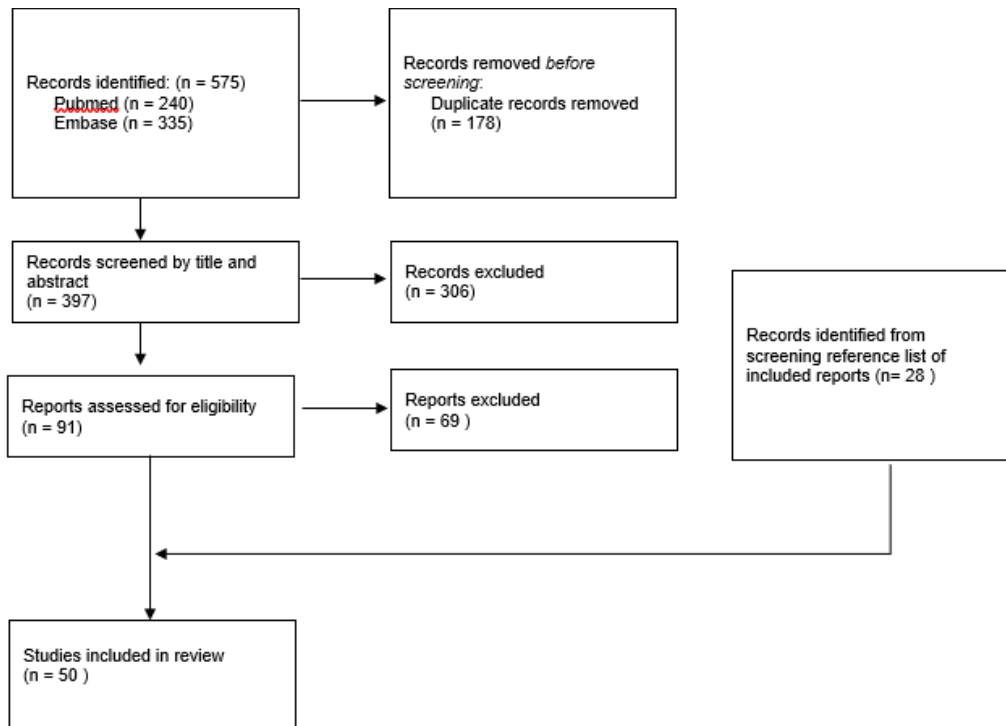 Records identified: (n = 575)
Pubmed (n = 240)
Embase (n = 335)
Records removed before
screening:
Duplicate records removed
(n = 178)
Records screened by title and
abstract
(n = 397)
Records excluded
(n = 306)
Records identified from
screening reference list of
included reports (n= 28 )
Reports assessed for eligibility
(n = 91)
Reports excluded
(n = 69 )
Studies included in review
(n = 50 )